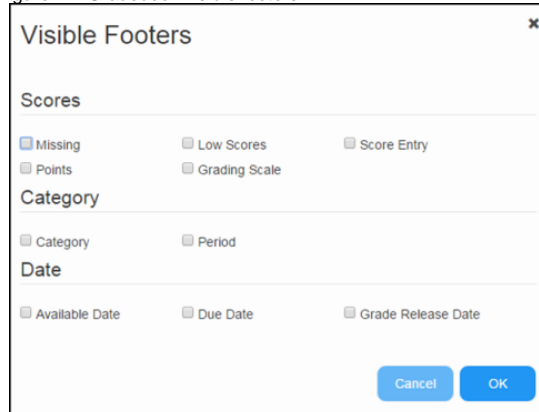 Visible Footers
Scores
Missing Low Scores Score Entry
Points Grading Scale
Category
Category Period
Date
Available Date Due Date Grade Release Date
Cancel OK